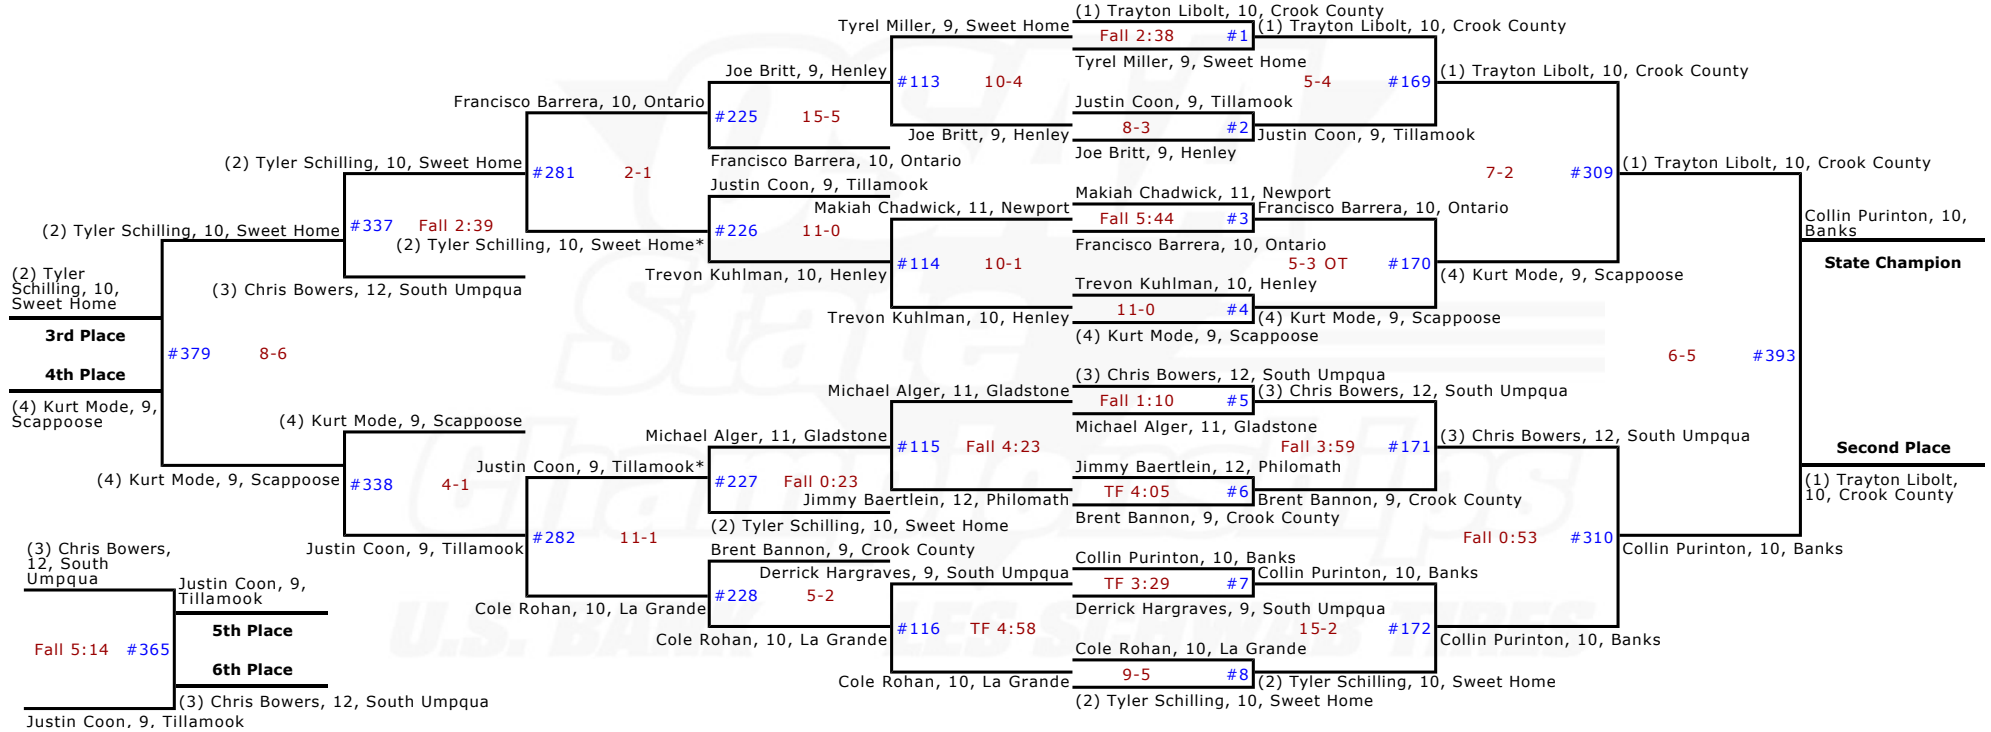 (1) Trayton Libolt, 10, Crook County
Tyrel Miller, 9, Sweet Home
(1) Trayton Libolt, 10, Crook County
Fall 2:38 #1
Tyrel Miller, 9, Sweet Home
Joe Britt, 9, Henley
(1) Trayton Libolt, 10, Crook County
#113 10-4
5-4 #169
Francisco Barrera, 10, Ontario
Justin Coon, 9, Tillamook
#225 15-5
8-3 #2
Joe Britt, 9, Henley
Justin Coon, 9, Tillamook
Joe Britt, 9, Henley
Francisco Barrera, 10, Ontario
(2) Tyler Schilling, 10, Sweet Home
(1) Trayton Libolt, 10, Crook County
#281 2-1
7-2 #309
Justin Coon, 9, Tillamook
Makiah Chadwick, 11, Newport
Makiah Chadwick, 11, Newport
Francisco Barrera, 10, Ontario
Fall 5:44 #3
Collin Purinton, 10,
Banks
#337 Fall 2:39
(2) Tyler Schilling, 10, Sweet Home
#226 11-0
(2) Tyler Schilling, 10, Sweet Home*
Francisco Barrera, 10, Ontario
State Champion
#114 10-1
5-3 OT #170
(2) Tyler
Schilling, 10,
Sweet Home
Trevon Kuhlman, 10, Henley
(4) Kurt Mode, 9, Scappoose
Trevon Kuhlman, 10, Henley
(3) Chris Bowers, 12, South Umpqua
11-0 #4
Trevon Kuhlman, 10, Henley
(4) Kurt Mode, 9, Scappoose
3rd Place
(4) Kurt Mode, 9, Scappoose
#379 8-6
6-5 #393
4th Place
(3) Chris Bowers, 12, South Umpqua
Michael Alger, 11, Gladstone
(3) Chris Bowers, 12, South Umpqua
Fall 1:10 #5
(4) Kurt Mode, 9,
Scappoose
(4) Kurt Mode, 9, Scappoose
Michael Alger, 11, Gladstone
Michael Alger, 11, Gladstone
(3) Chris Bowers, 12, South Umpqua
#115 Fall 4:23
Fall 3:59 #171
Second Place
Justin Coon, 9, Tillamook*
Jimmy Baertlein, 12, Philomath
(4) Kurt Mode, 9, Scappoose
#338 4-1
#227 Fall 0:23
TF 4:05 #6
(1) Trayton Libolt,
10, Crook County
Jimmy Baertlein, 12, Philomath
Brent Bannon, 9, Crook County
Brent Bannon, 9, Crook County
(2) Tyler Schilling, 10, Sweet Home
#282 11-1
Fall 0:53 #310
Justin Coon, 9, Tillamook
Brent Bannon, 9, Crook County
Collin Purinton, 10, Banks
(3) Chris Bowers,
12, South
Umpqua
Collin Purinton, 10, Banks
Derrick Hargraves, 9, South Umpqua
Collin Purinton, 10, Banks
TF 3:29 #7
Justin Coon, 9,
Tillamook
#228 5-2
Cole Rohan, 10, La Grande
Derrick Hargraves, 9, South Umpqua
5th Place
#116 TF 4:58
15-2 #172
Cole Rohan, 10, La Grande
Collin Purinton, 10, Banks
Fall 5:14 #365
Cole Rohan, 10, La Grande
6th Place
9-5 #8
Cole Rohan, 10, La Grande
(2) Tyler Schilling, 10, Sweet Home
(3) Chris Bowers, 12, South Umpqua
(2) Tyler Schilling, 10, Sweet Home
Justin Coon, 9, Tillamook
OSAA
State
Championships
U.S. BANK LES SCHWAB TIRES